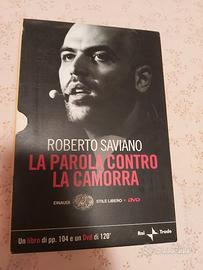 ROBERTO SAVIANO
LA PAROLA CONTRO
LA CAMORRA
EINAUDI STILE LIBERO + DVD
Un libro di pp. 104 e un Dvd di 120'
Rai Trade